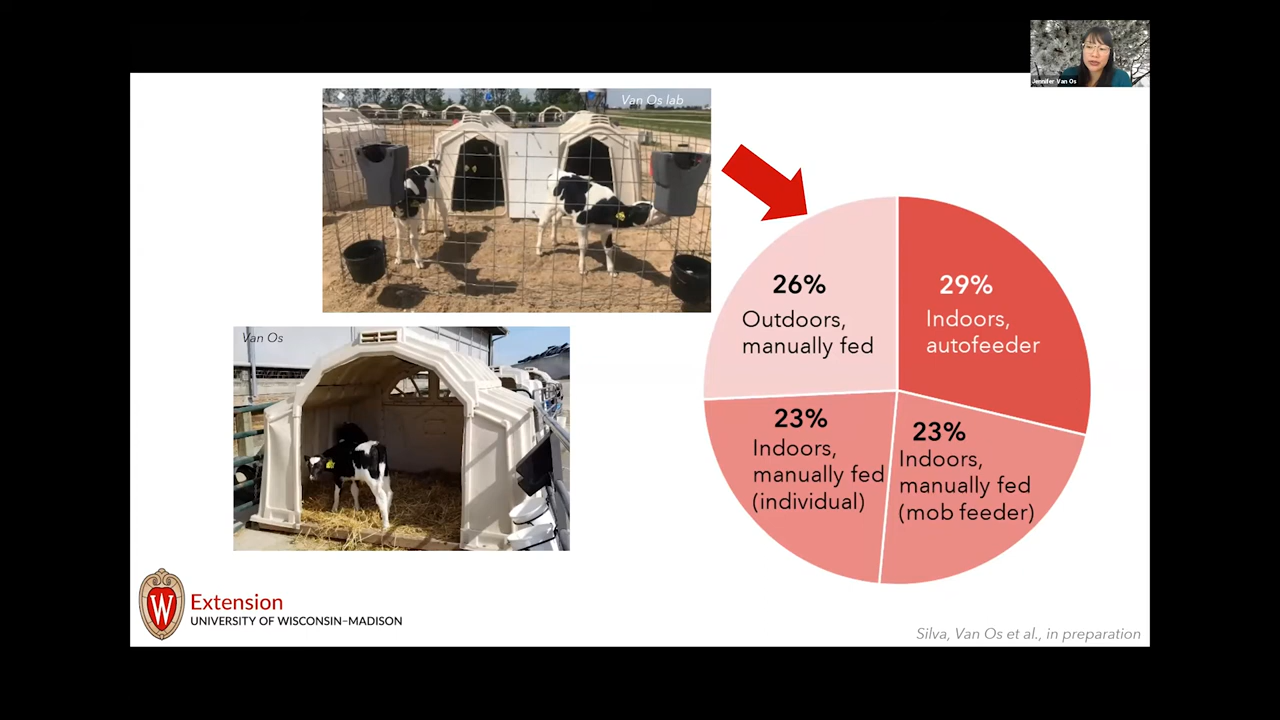 Jennifer Van Os
Van Os lab
Van Os
26%
Outdoors,
manually fed
29%
Indoors,
autofeeder
23%
Indoors,
manually fed
(individual)
23%
Indoors,
manually fed
(mob feeder)
W
Extension
UNIVERSITY OF WISCONSIN–MADISON
Silva, Van Os et al., in preparation